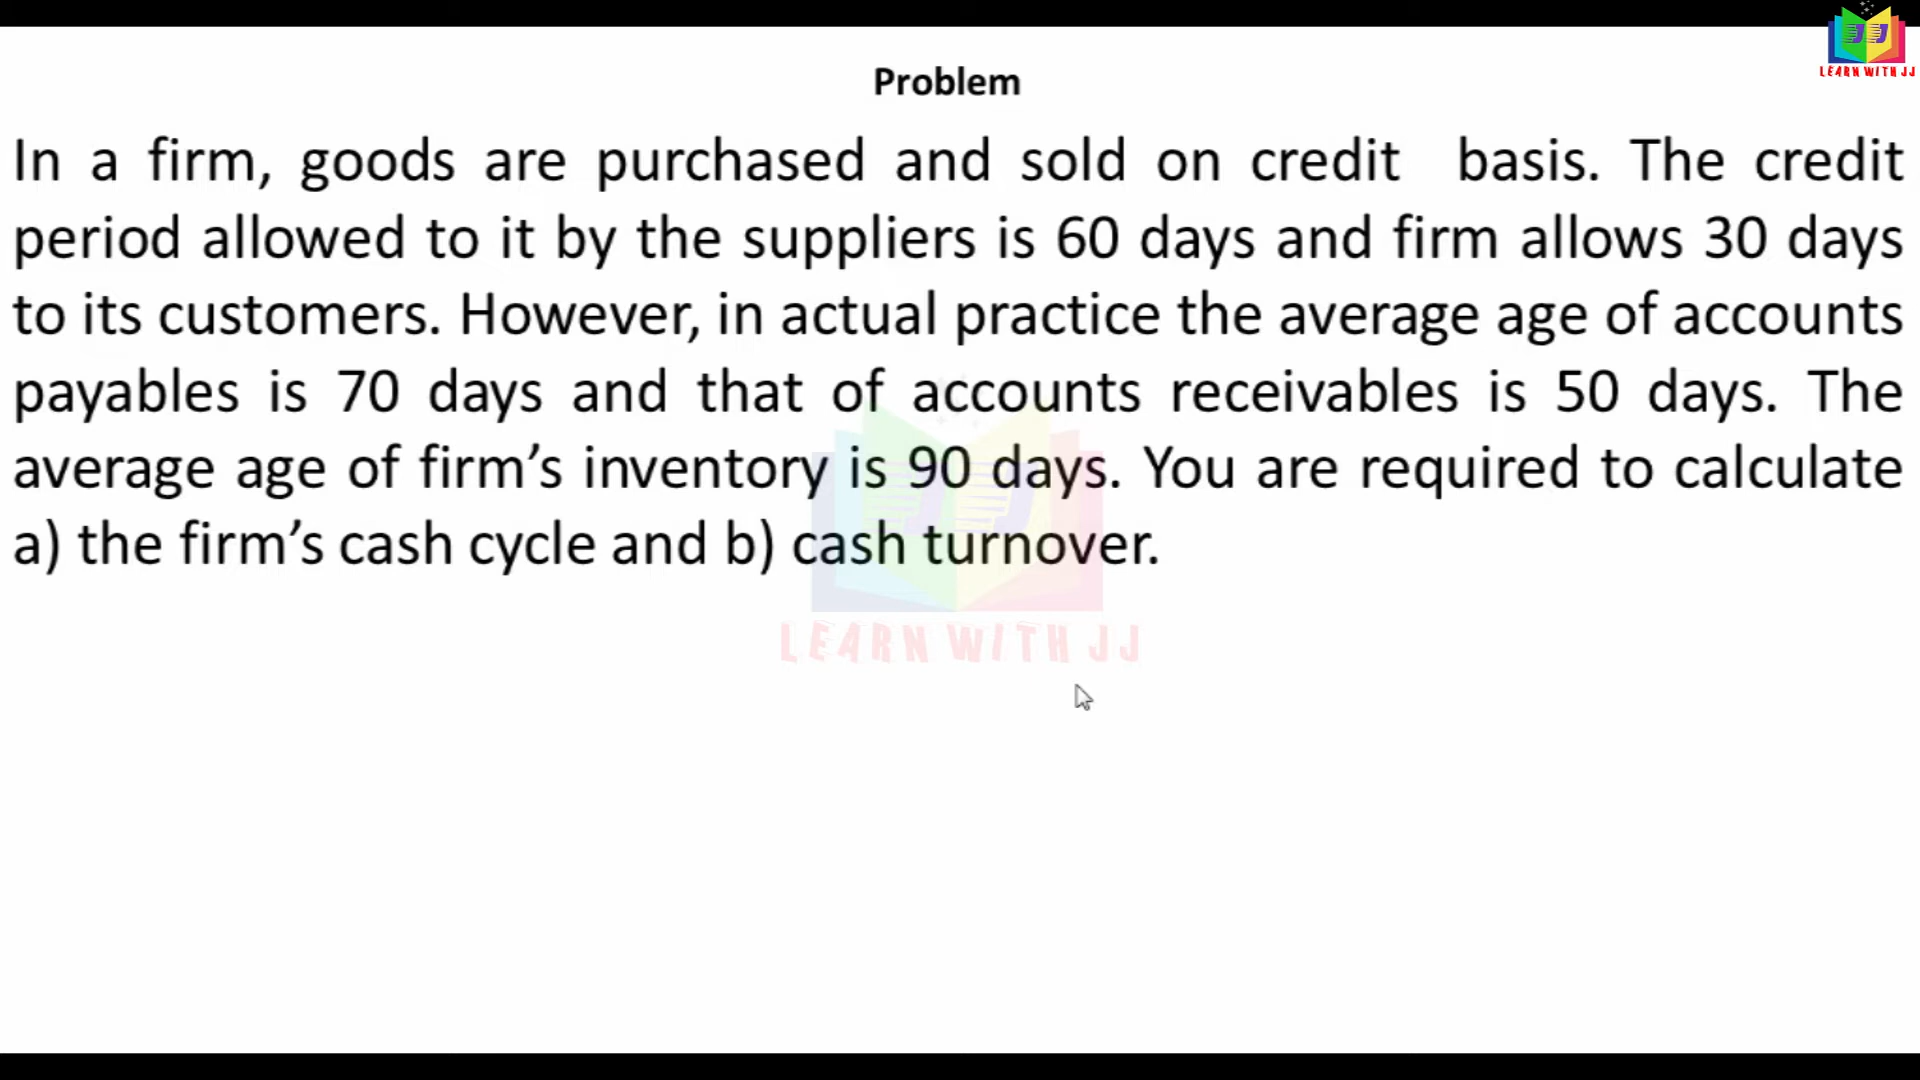 LEARN WITH JJ
Problem
In a firm, goods are purchased and sold on credit basis. The credit
period allowed to it by the suppliers is 60 days and firm allows 30 days
to its customers. However, in actual practice the average age of accounts
payables is 70 days and that of accounts receivables is 50 days. The
average age of firm’s inventory is 90 days. You are required to calculate
a) the firm’s cash cycle and b) cash turnover.
LEARN WITH JJ